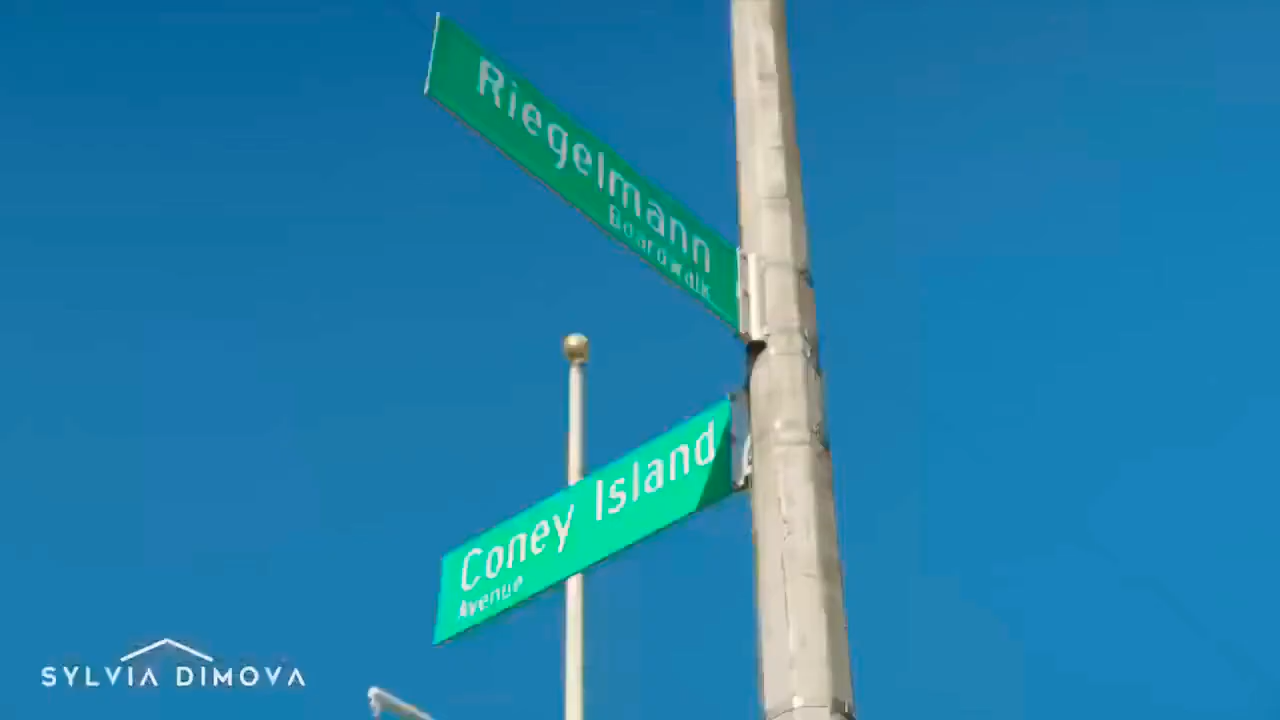 Riegelmann
Boardwalk
Coney Island
Avenue
SYLVIA DIMOVA